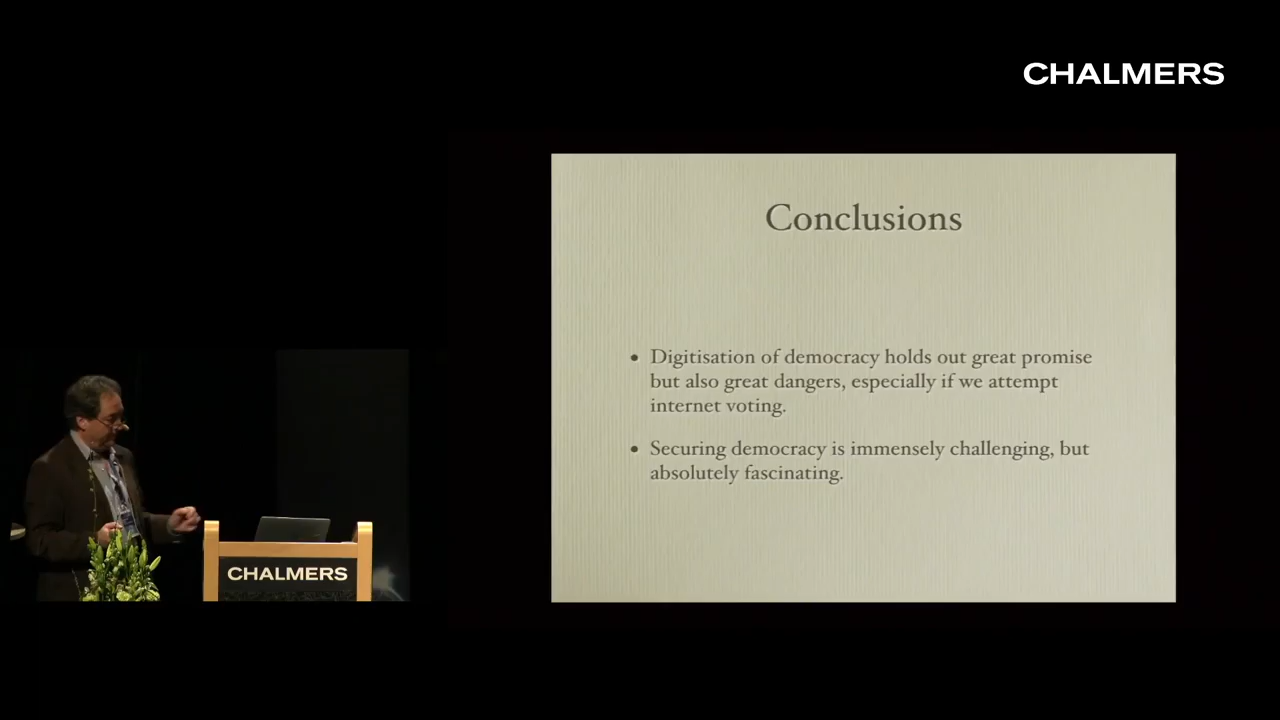 CHALMERS
Conclusions
• Digitisation of democracy holds out great promise
but also great dangers, especially if we attempt
internet voting.
• Securing democracy is immensely challenging, but
absolutely fascinating.
CHALMERS